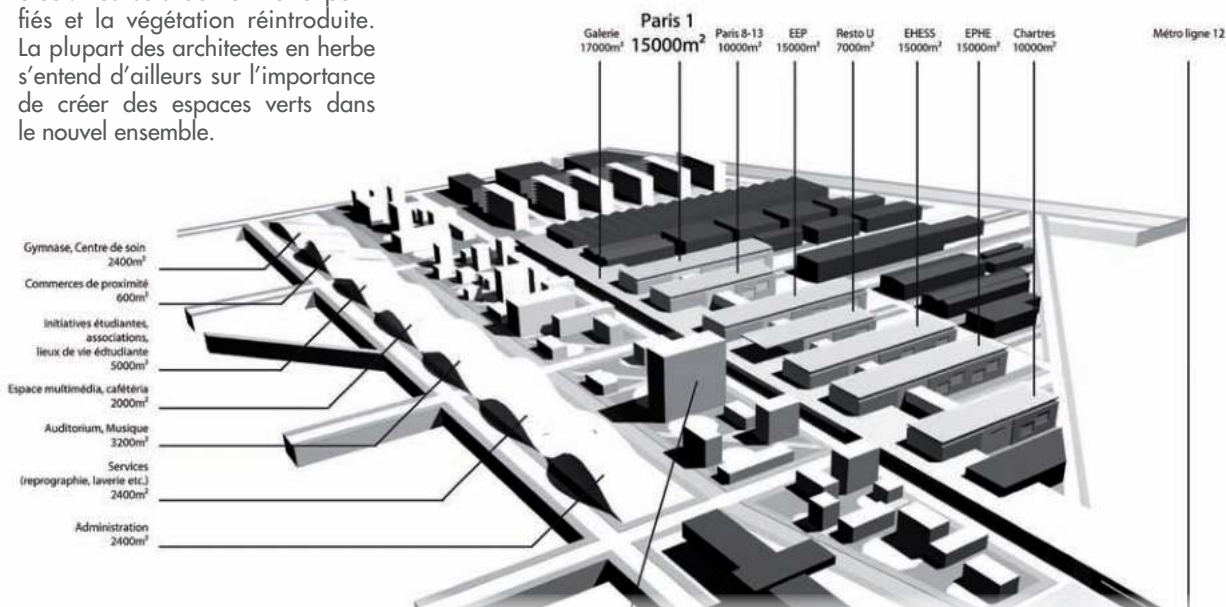 fiés et la végétation réintroduite.
La plupart des architectes en herbe
s’entend d’ailleurs sur l’importance
de créer des espaces verts dans
le nouvel ensemble.
Galerie
17000m²
Paris 1
15000m²
Paris 8-13
10000m²
EEP
15000m²
Resto U
7000m²
EHESS
15000m²
EPHE
15000m²
Chartres
10000m²
Métro ligne 12
Gymnase, Centre de soin
2400m²
Commerces de proximité
600m²
Initiatives étudiantes,
associations,
lieux de vie édtudiante
5000m²
Espace multimédia, cafétéria
2000m²
Auditorium, Musique
3200m²
Services
(reprographie, laverie etc.)
2400m²
Administration
2400m²